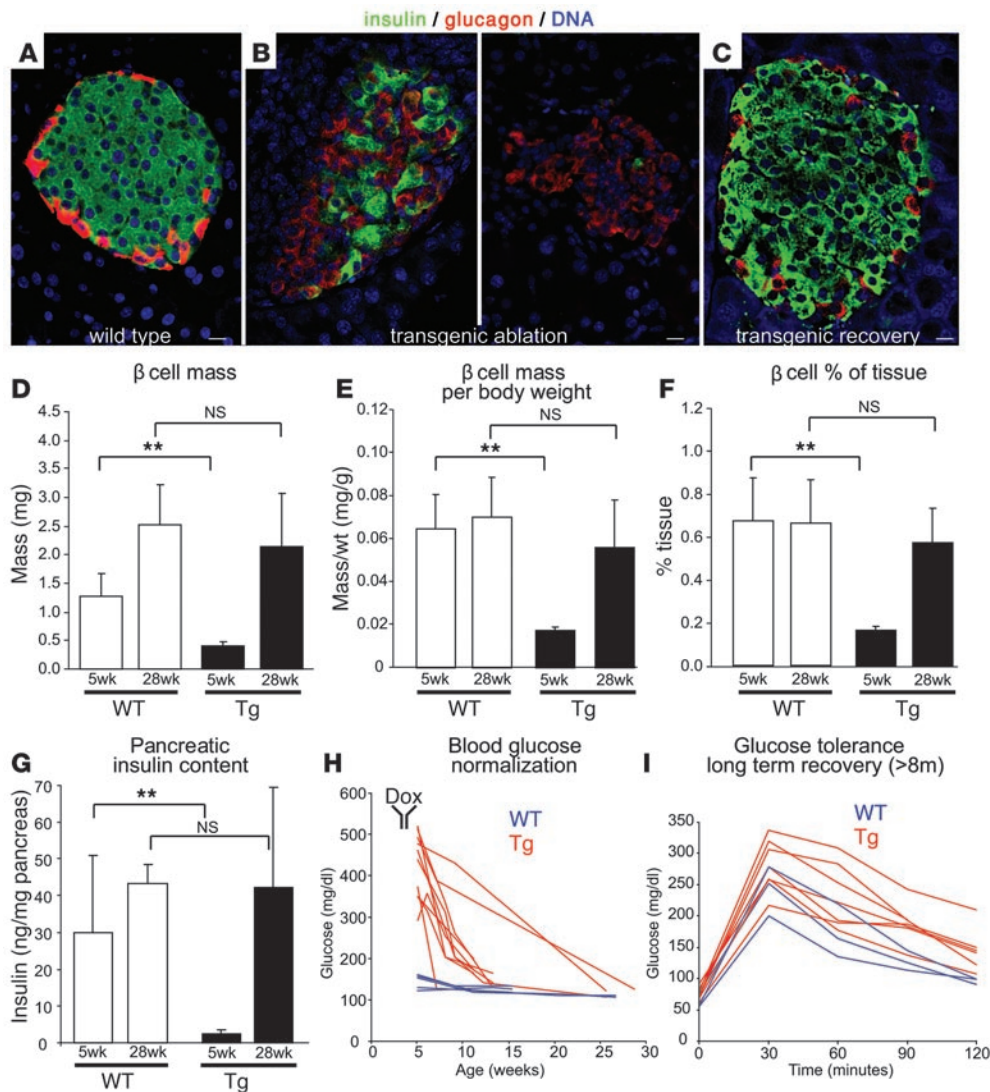 insulin / glucagon / DNA
A
B
C
wild type
transgenic ablation
transgenic recovery
D
β cell mass
Mass (mg)
4.5
4.0
3.5
3.0
2.5
2.0
1.5
1.0
0.5
0.0
**
NS
5wk 28wk 5wk 28wk
WT Tg
E
β cell mass
per body weight
Mass/wt (mg/g)
0.12
0.10
0.08
0.06
0.04
0.02
0
**
NS
5wk 28wk 5wk 28wk
WT Tg
F
β cell % of tissue
% tissue
1.2
1.0
0.8
0.6
0.4
0.2
0.0
**
NS
5wk 28wk 5wk 28wk
WT Tg
G
Pancreatic
insulin content
Insulin (ng/mg pancreas)
70
60
50
40
30
20
10
0
**
NS
5wk 28wk 5wk 28wk
WT Tg
H
Blood glucose
normalization
Dox
WT
Tg
Glucose (mg/dl)
600
500
400
300
200
100
0
0 5 10 15 20 25 30
Age (weeks)
I
Glucose tolerance
long term recovery (>8m)
WT
Tg
Glucose (mg/dl)
400
350
300
250
200
150
100
50
0
0 30 60 90 120
Time (minutes)